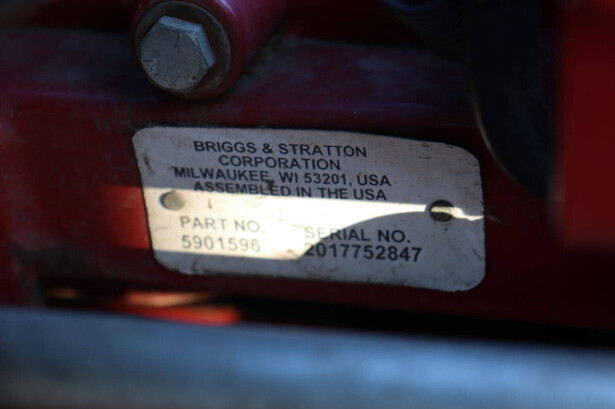 BRIGGS & STRATTON
CORPORATION
MILWAUKEE, WI 53201, USA
ASSEMBLED IN THE USA
PART NO. SERIAL NO.
5901596 2017752847